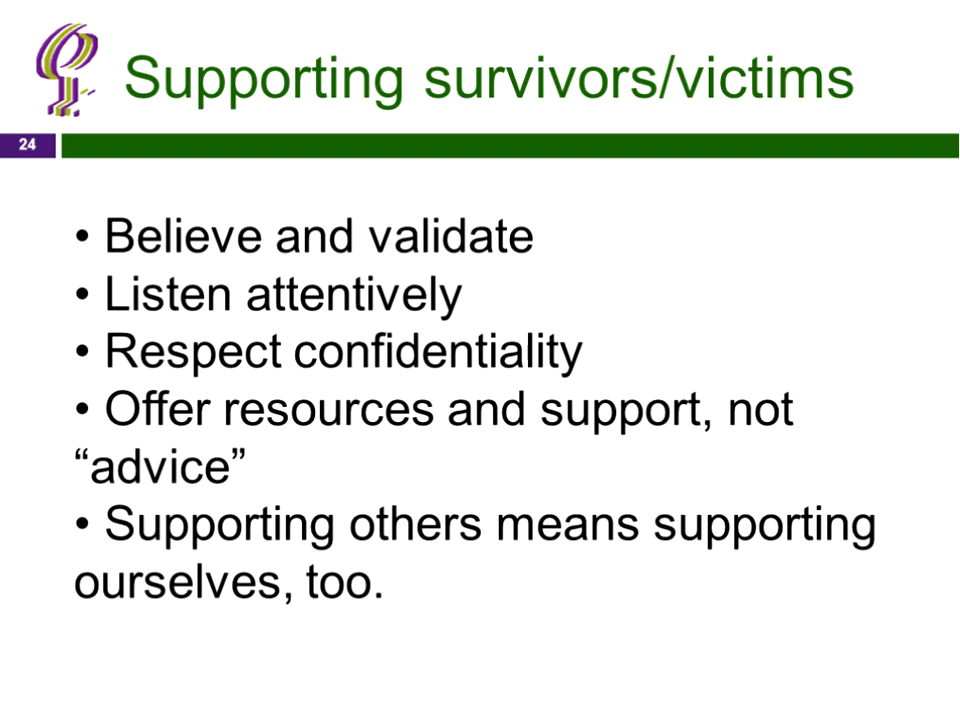 Supporting survivors/victims
24
• Believe and validate
• Listen attentively
• Respect confidentiality
• Offer resources and support, not
“advice”
• Supporting others means supporting
ourselves, too.